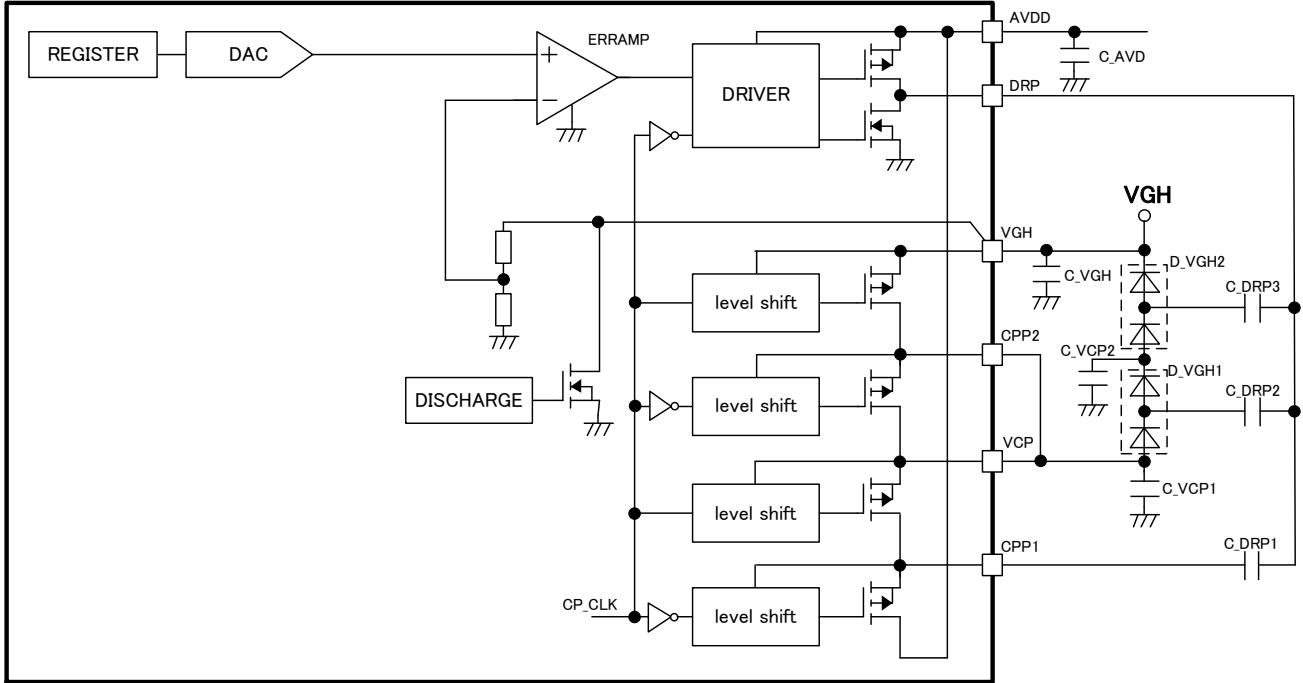 AVDD
ERRAMP
REGISTER
DAC
C_AVD
DRIVER
DRP
VGH
VGH
D_VGH2
C_VGH
C_DRP3
level shift
CPP2
C_VCP2
D_VGH1
DISCHARGE
level shift
C_DRP2
VCP
C_VCP1
level shift
CPP1
C_DRP1
CP_CLK
level shift